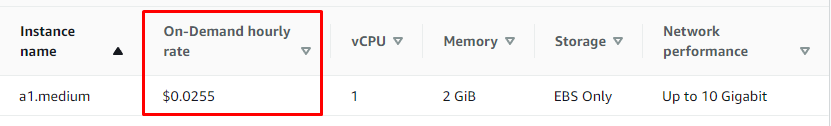 Instance name
On-Demand hourly rate
vCPU
Memory
Storage
Network performance
a1.medium
$0.0255
1
2 GiB
EBS Only
Up to 10 Gigabit